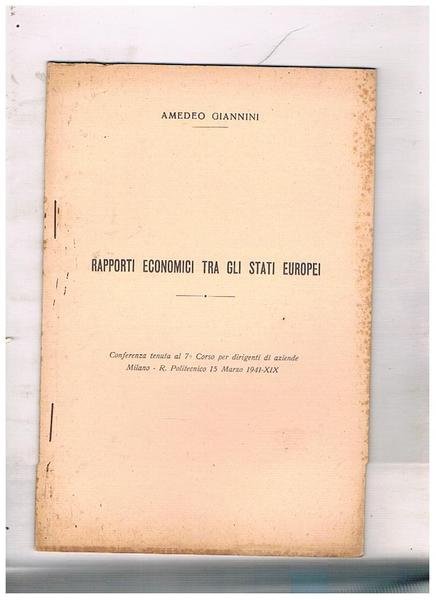 AMEDEO GIANNINI
RAPPORTI ECONOMICI TRA GLI STATI EUROPEI
Conferenza tenuta al 7° Corso per dirigenti di aziende
Milano - R. Politecnico 15 Marzo 1941-XIX